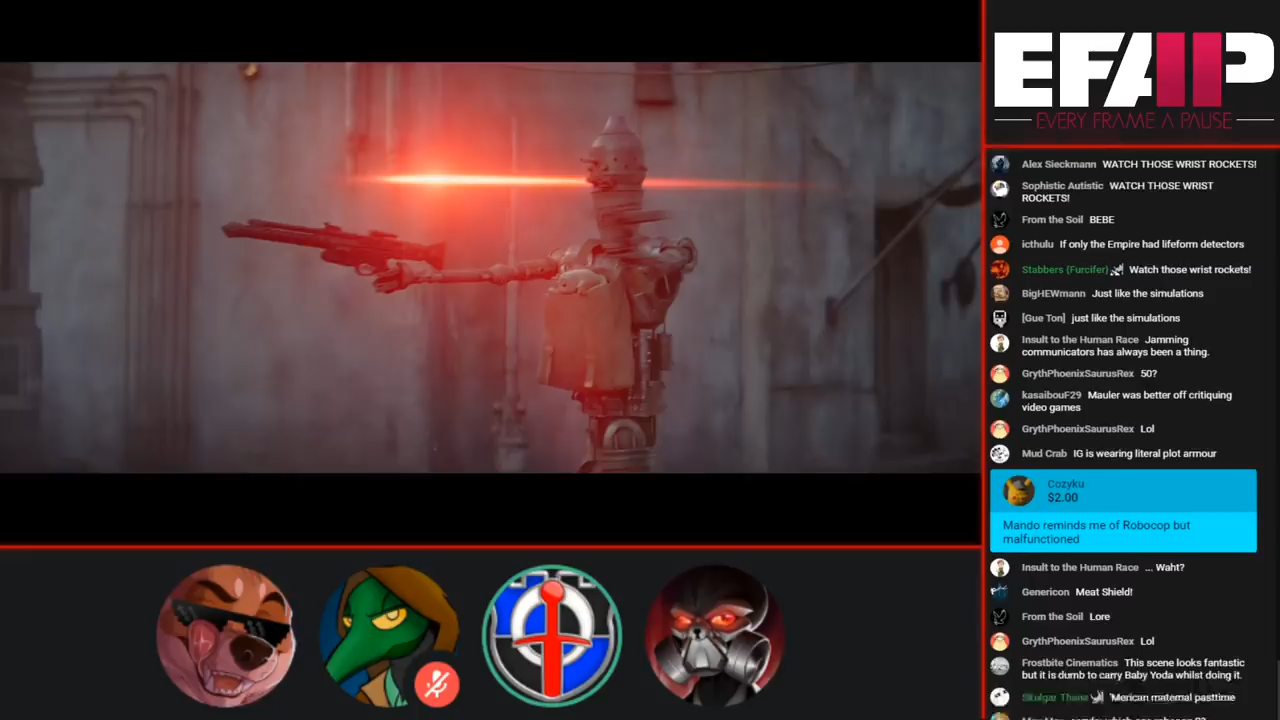 EFAP
EVERY FRAME A PAUSE
Alex Sieckmann WATCH THOSE WRIST ROCKETS!
Sophistic Autistic WATCH THOSE WRIST
ROCKETS!
From the Soil BEBE
icthulu If only the Empire had lifeform detectors
Stabbers {Furcifer} Watch those wrist rockets!
BigHEWmann Just like the simulations
[Gue Ton] just like the simulations
Insult to the Human Race Jamming
communicators has always been a thing.
GrythPhoenixSaurusRex 50?
kasaibouF29 Mauler was better off critiquing
video games
GrythPhoenixSaurusRex Lol
Mud Crab IG is wearing literal plot armour
Cozyku
$2.00
Mando reminds me of Robocop but
malfunctioned
Insult to the Human Race ... Waht?
Genericon Meat Shield!
From the Soil Lore
GrythPhoenixSaurusRex Lol
Frostbite Cinematics This scene looks fantastic
but it is dumb to carry Baby Yoda whilst doing it.
'Merican maternal pasttime